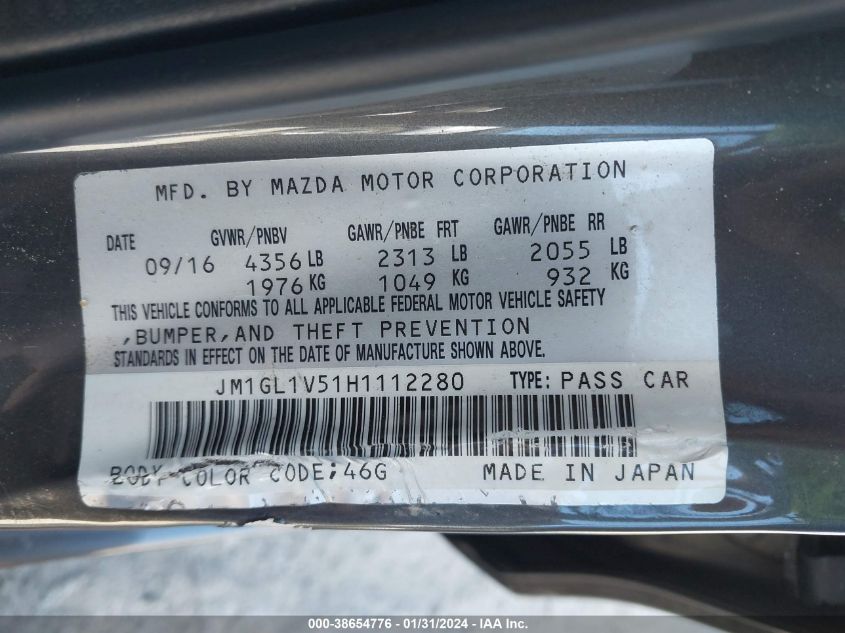 MFD. BY MAZDA MOTOR CORPORATION
DATE GVWR/PNBV GAWR/PNBE FRT GAWR/PNBE RR
09/16 4356 LB 2313 LB 2055 LB
1976 KG 1049 KG 932 KG
THIS VEHICLE CONFORMS TO ALL APPLICABLE FEDERAL MOTOR VEHICLE SAFETY
,BUMPER,AND THEFT PREVENTION
STANDARDS IN EFFECT ON THE DATE OF MANUFACTURE SHOWN ABOVE.
JM1GL1V51H1112280 TYPE: PASS CAR
BODY COLOR CODE:46G MADE IN JAPAN
000-38654776 - 01/31/2024 - IAA Inc.